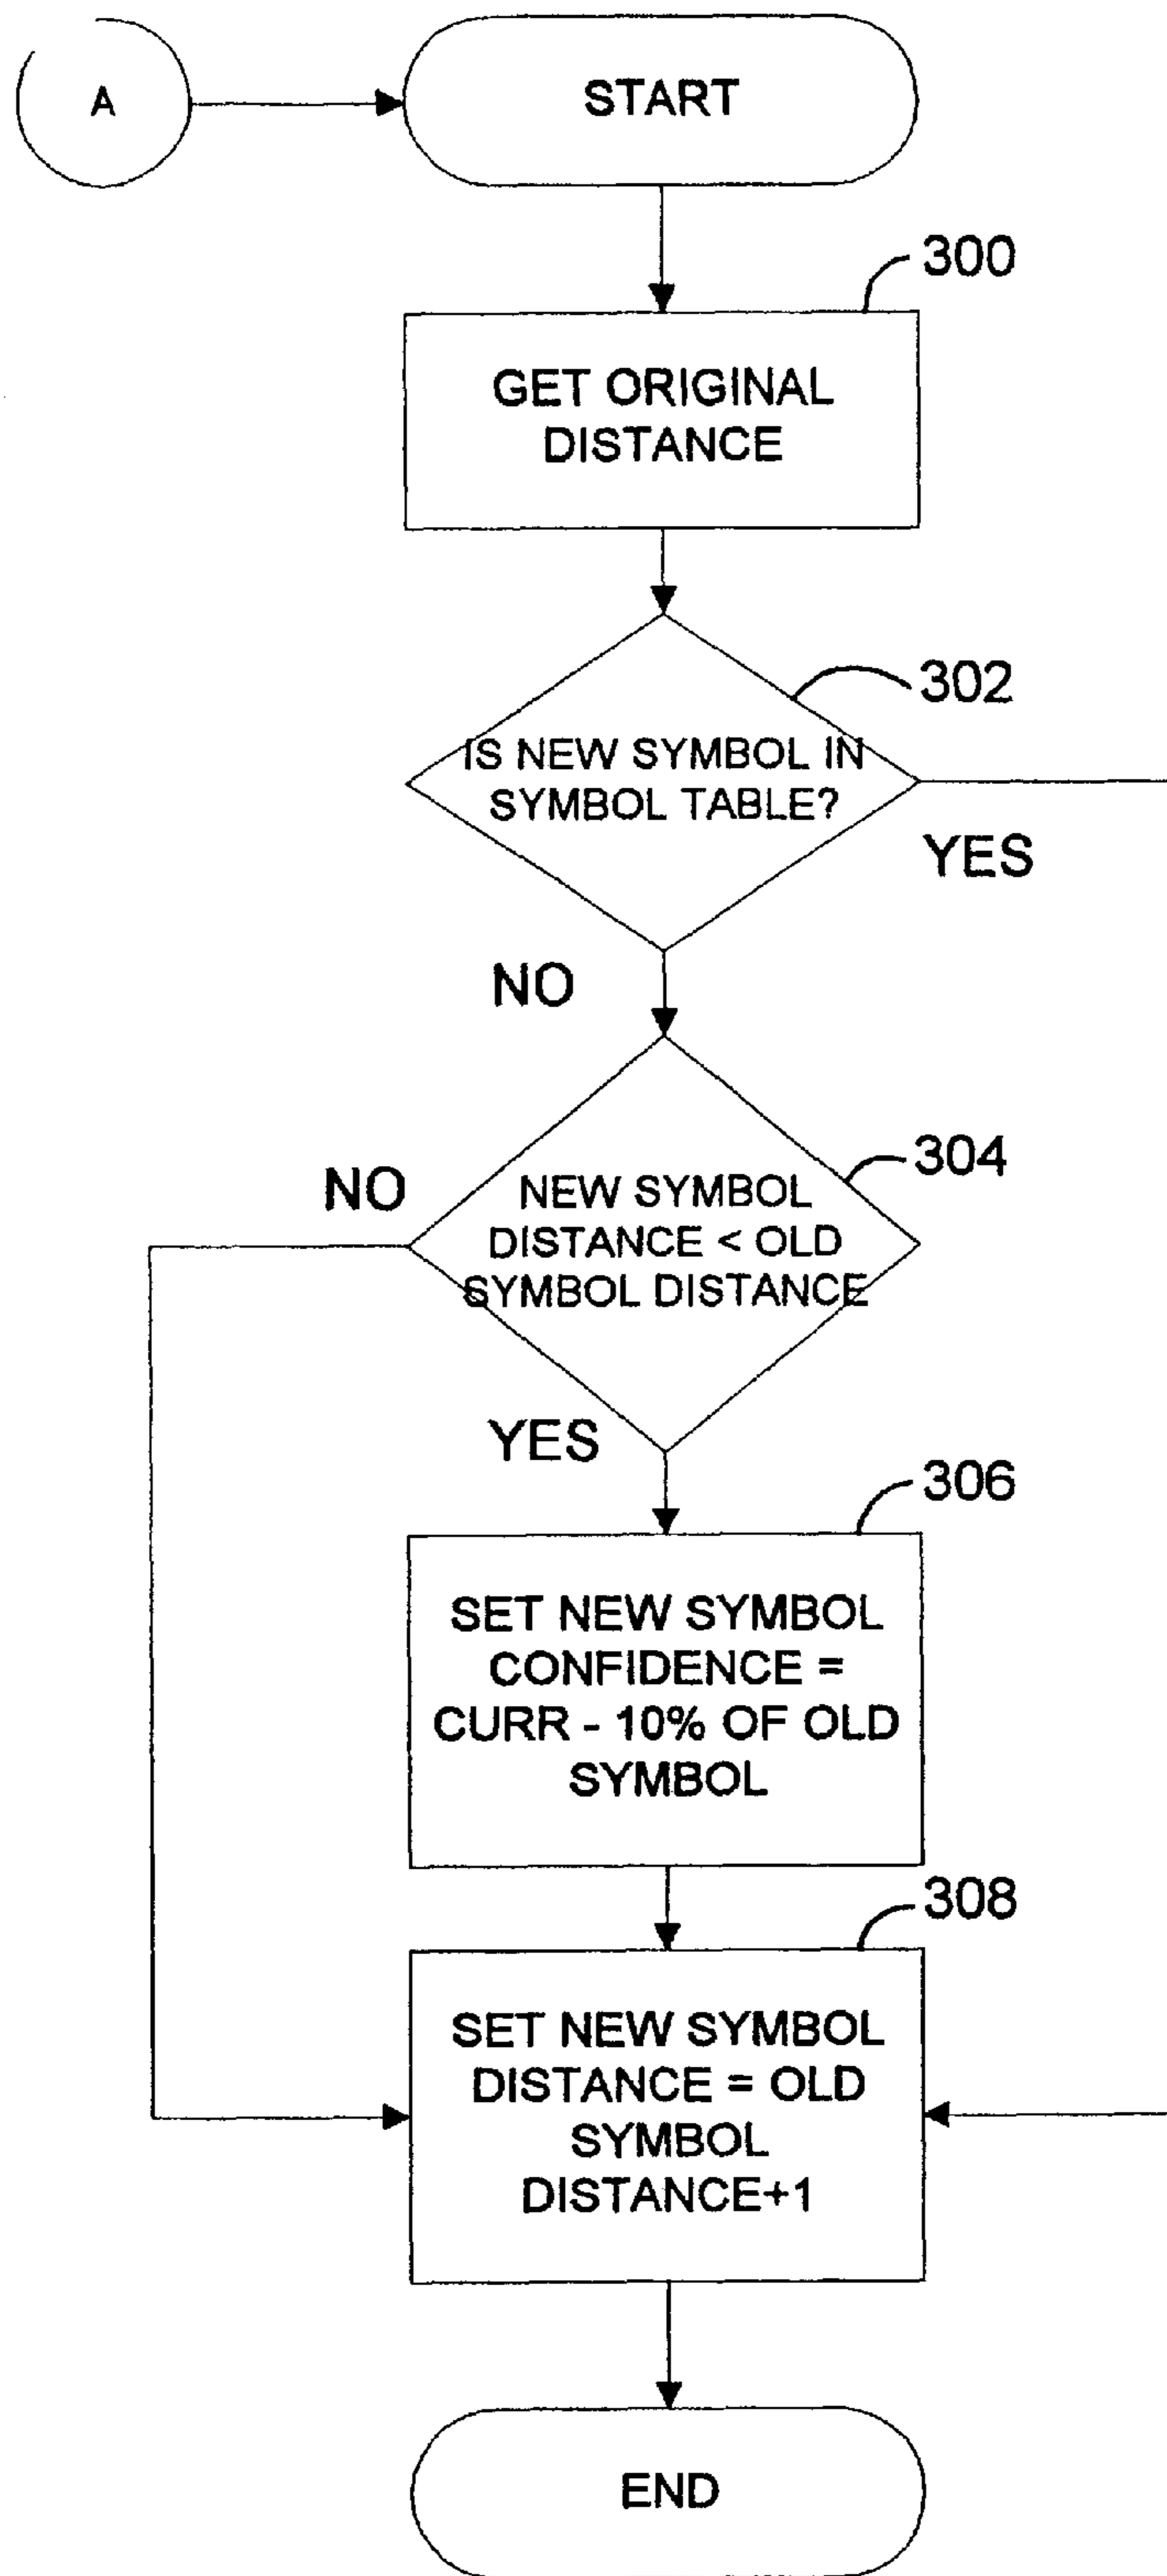 A
START
300
GET ORIGINAL
DISTANCE
302
IS NEW SYMBOL IN
SYMBOL TABLE?
YES
NO
304
NO
NEW SYMBOL
DISTANCE < OLD
SYMBOL DISTANCE
YES
306
SET NEW SYMBOL
CONFIDENCE =
CURR - 10% OF OLD
SYMBOL
308
SET NEW SYMBOL
DISTANCE = OLD
SYMBOL
DISTANCE+1
END